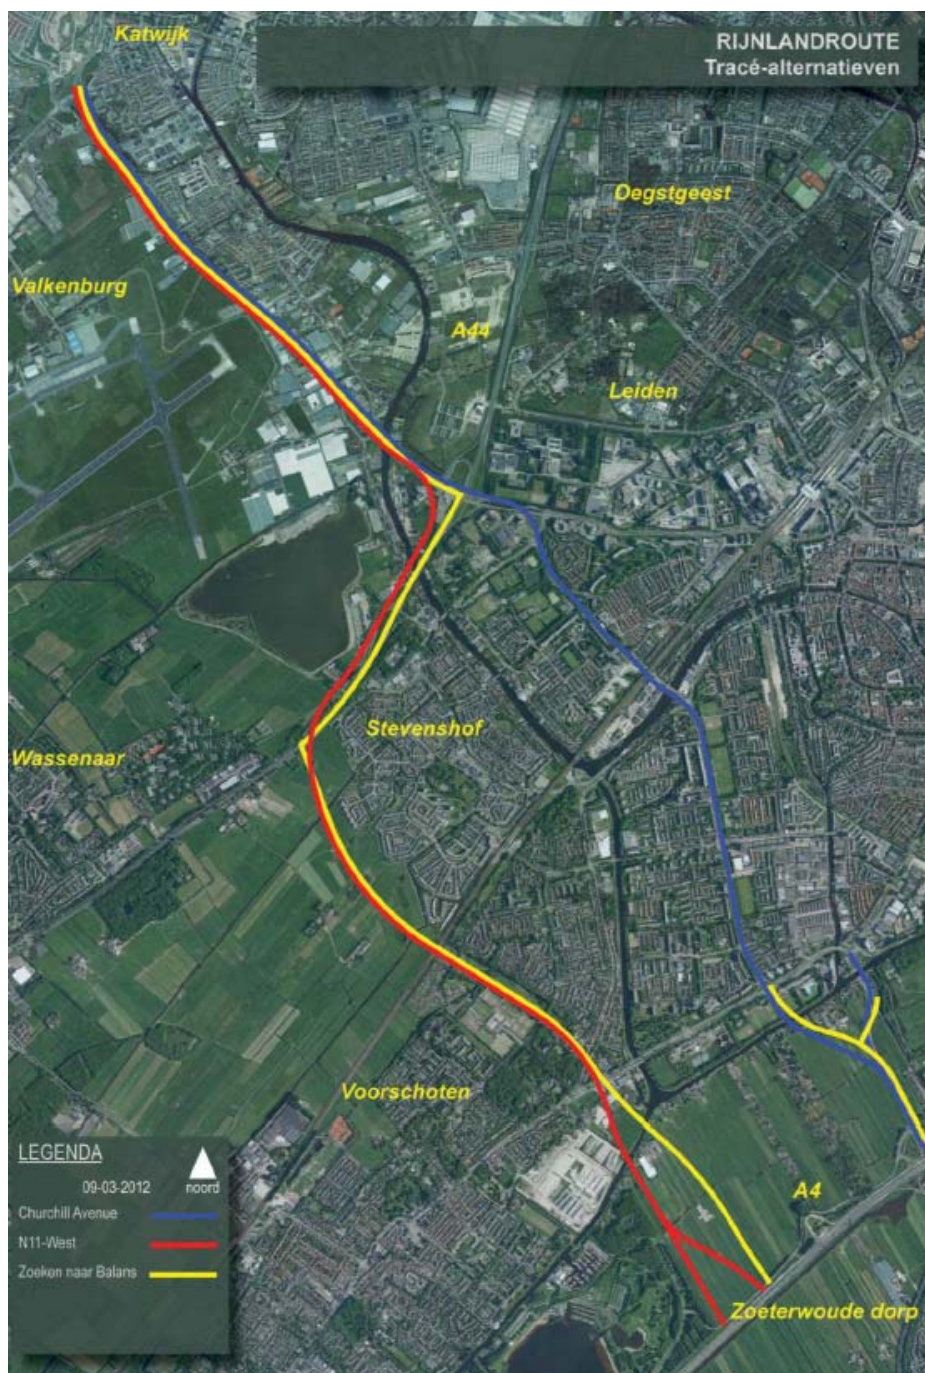 Katwijk
RIJNLANDROUTE
Tracé-alternatieven
Oegstgeest
Valkenburg
A44
Leiden
Stevenshof
Wassenaar
Voorschoten
LEGENDA
09-03-2012
noord
Churchill Avenue
N11-West
Zoeken naar Balans
A4
Zoeterwoude dorp